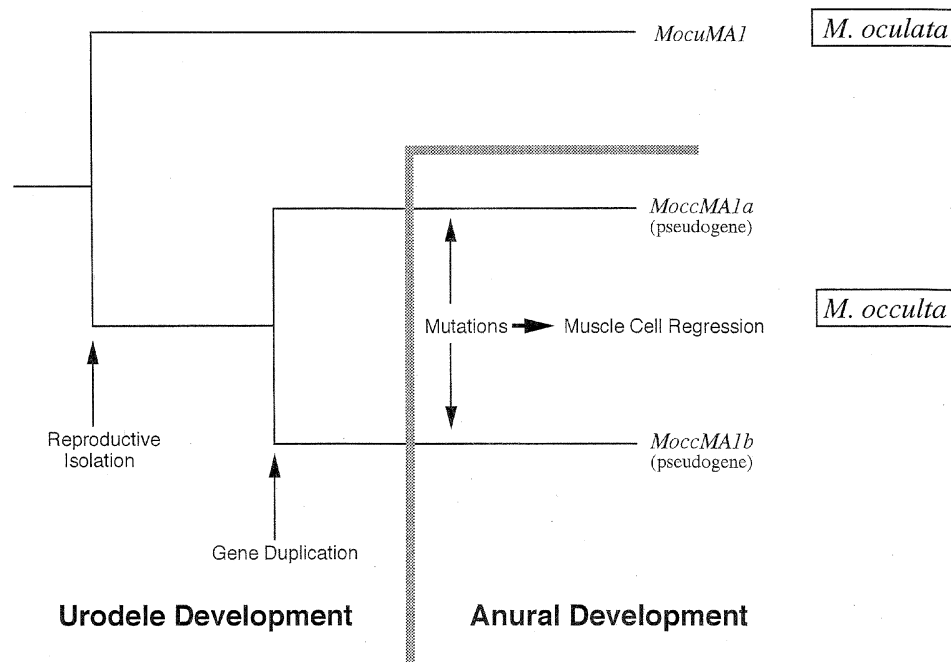 MocuMA1
M. oculata
MoccMA1a
(pseudogene)
Mutations
Muscle Cell Regression
M. occulta
Reproductive
Isolation
MoccMA1b
(pseudogene)
Gene Duplication
Urodele Development
Anural Development